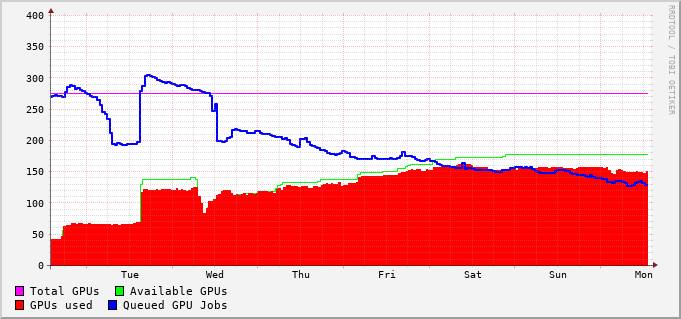 400
350
300
250
200
150
100
50
0
Tue Wed Thu Fri Sat Sun Mon
Total GPUs Available GPUs
GPUs used Queued GPU Jobs
RRDTOOL / TOBI OETIKER